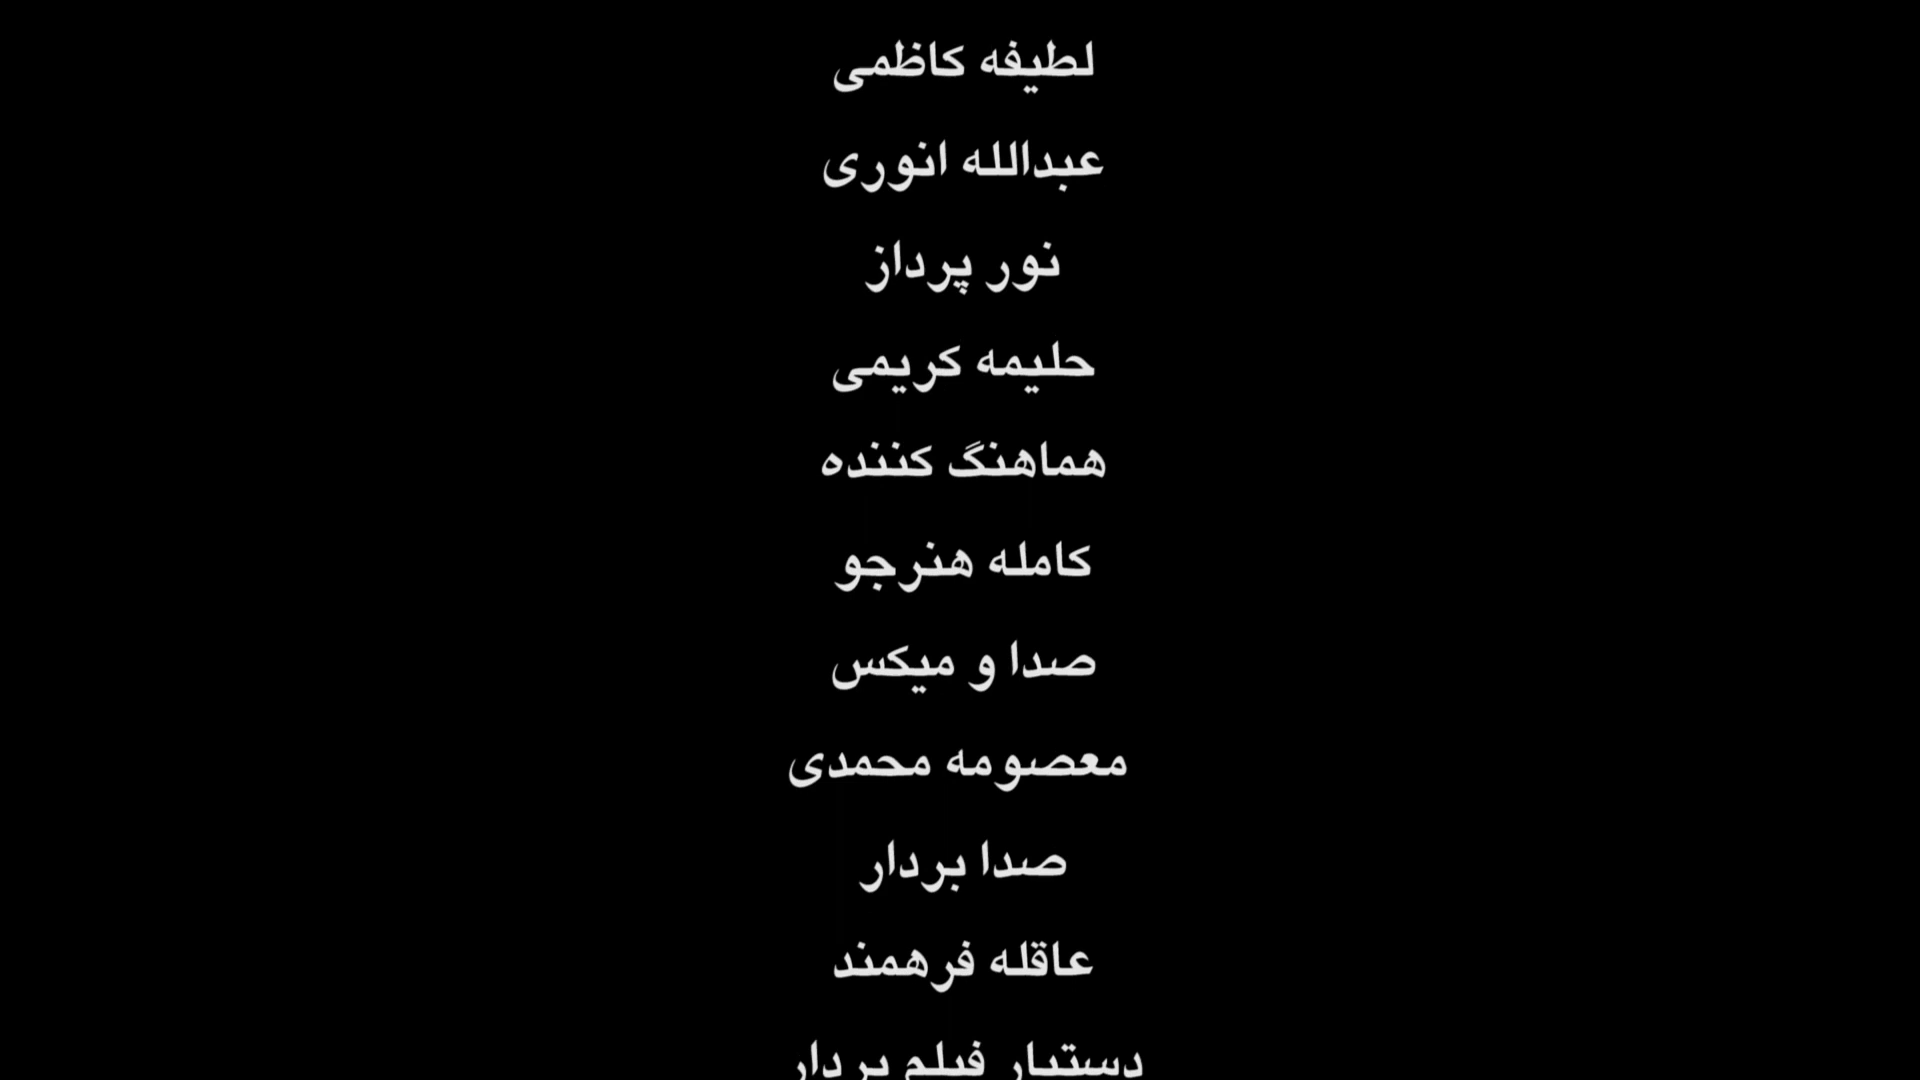 لطیفه کاظمی
عبدالله انوری
نور پرداز
حلیمه کریمی
هماهنگ کننده
کامله هنرجو
صدا و میکس
معصومه محمدی
صدا بردار
عاقله فرهمند
دستیار فیلم بردار